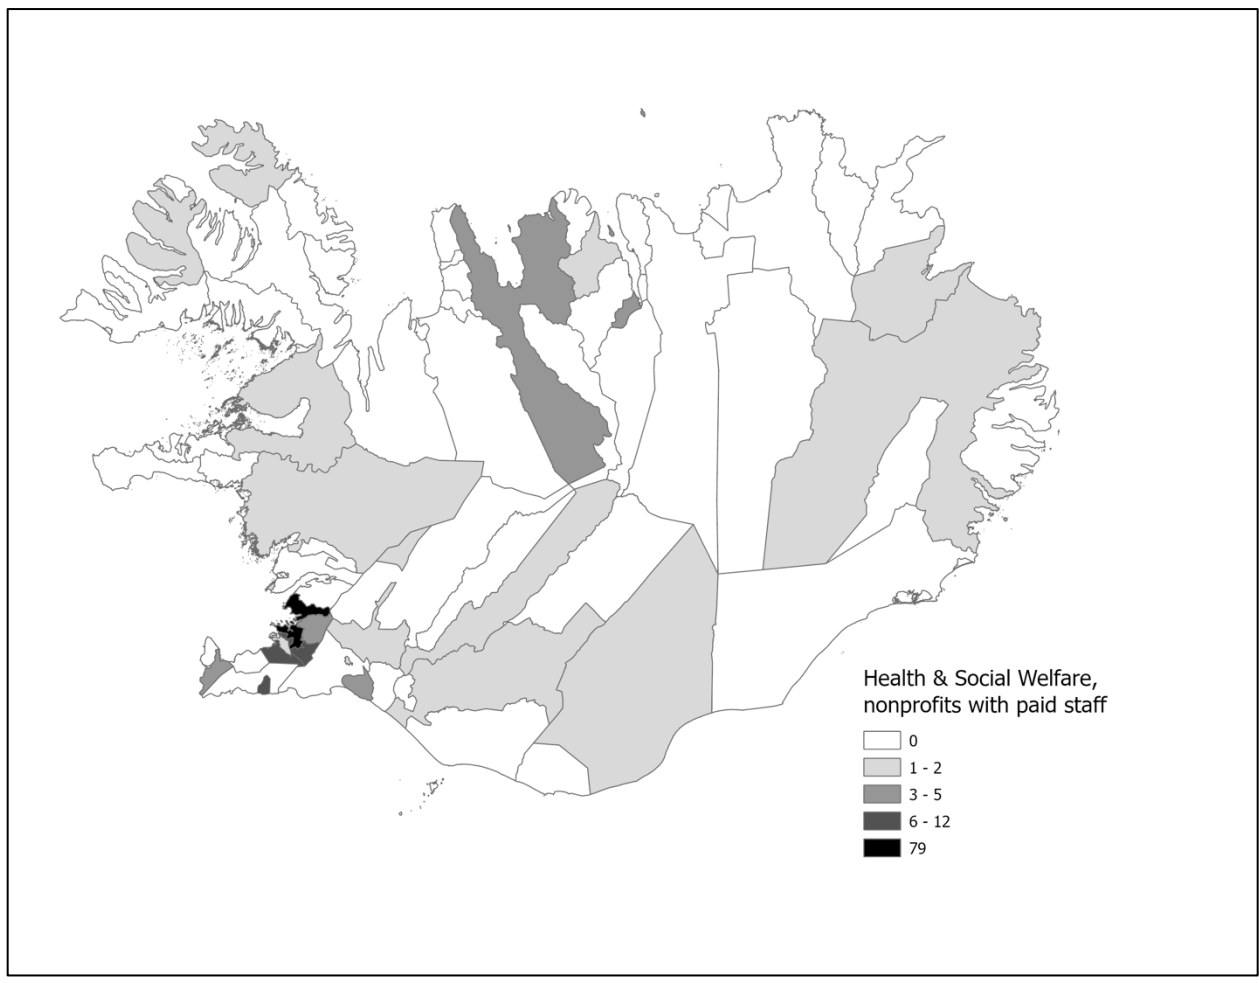 Health & Social Welfare,
nonprofits with paid staff
0
1 - 2
3 - 5
6 - 12
79